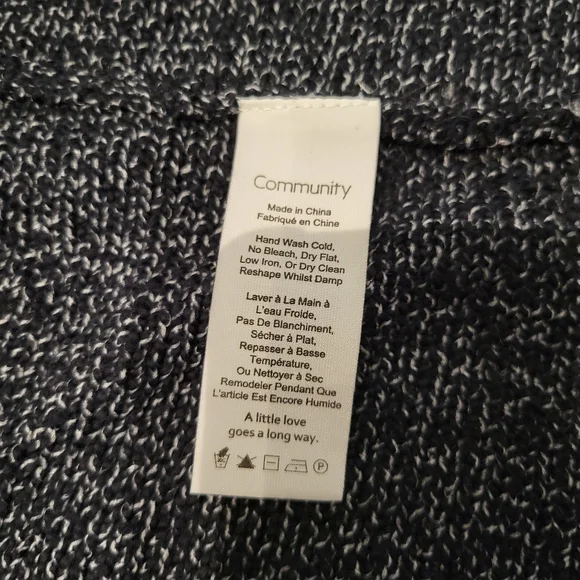 Community
Made in China
Fabriqué en Chine
Hand Wash Cold,
No Bleach, Dry Flat,
Low Iron, Or Dry Clean
Reshape Whilst Damp
Laver à La Main à
L'eau Froide,
Pas De Blanchiment,
Sécher à Plat,
Repasser à Basse
Température,
Ou Nettoyer à Sec
Remodeler Pendant Que
L'article Est Encore Humide
A little love
goes a long way.
P